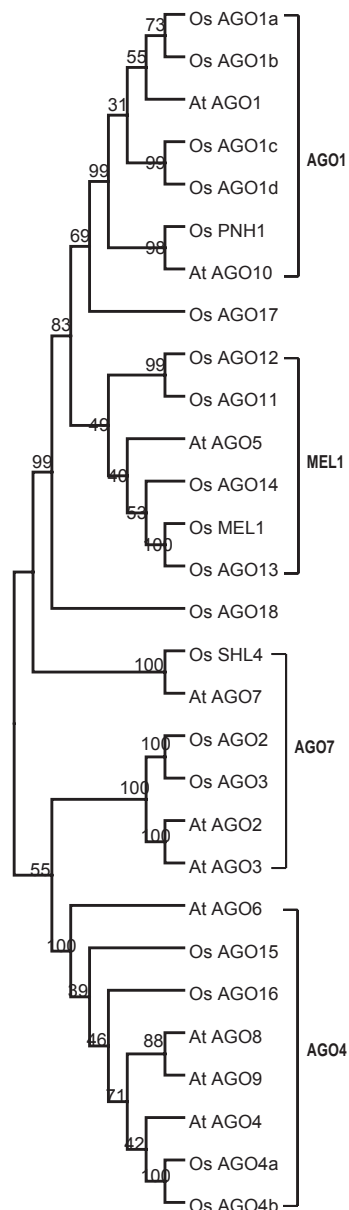 73
Os AGO1a
55
Os AGO1b
At AGO1
31
Os AGO1c
99
Os AGO1d
AGO1
99
Os PNH1
98
At AGO10
69
Os AGO17
83
Os AGO12
99
Os AGO11
49
At AGO5
40
Os AGO14
MEL1
53
Os MEL1
100
Os AGO13
99
Os AGO18
Os SHL4
100
At AGO7
Os AGO2
100
AGO7
Os AGO3
100
At AGO2
100
At AGO3
55
At AGO6
100
Os AGO15
39
Os AGO16
46
At AGO8
88
AGO4
At AGO9
71
At AGO4
42
Os AGO4a
100
Os AGO4b